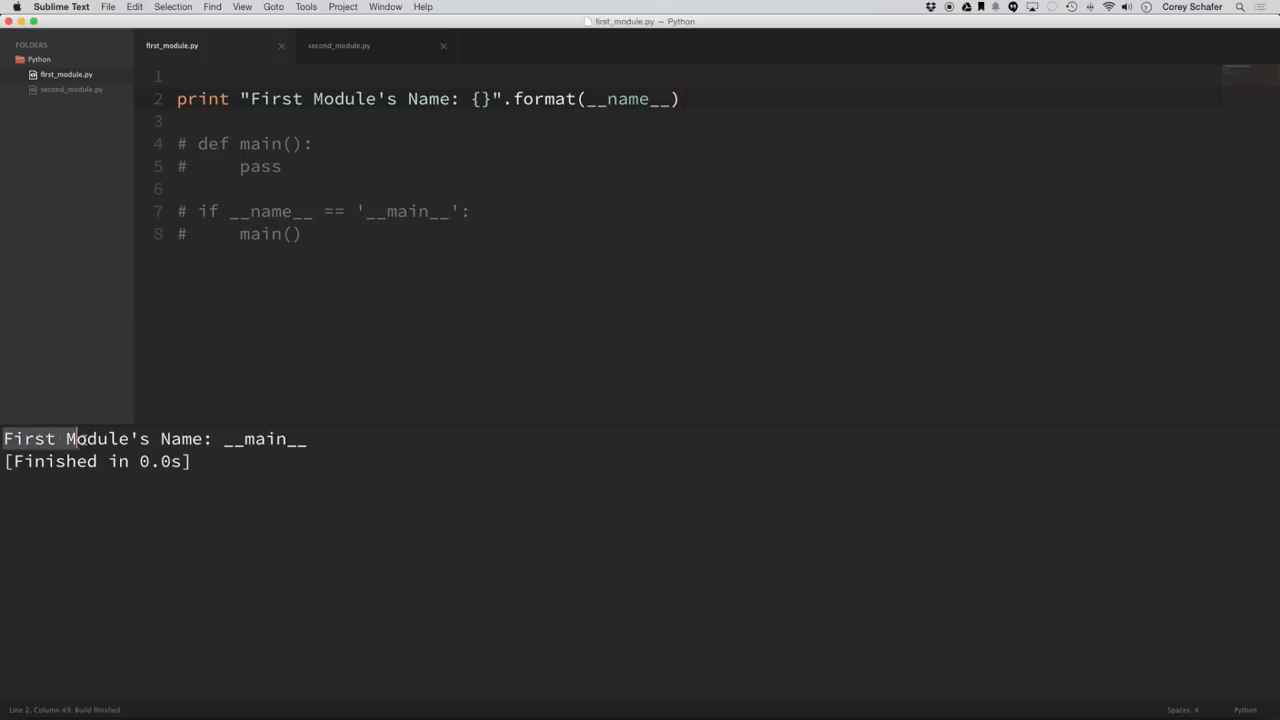 Sublime Text File Edit Selection Find View Goto Tools Project Window Help Corey Schafer
first_module.py — Python
FOLDERS
Python
first_module.py
second_module.py
first_module.py second_module.py
1
2 print "First Module's Name: {}".format(__name__)
3
4 # def main():
5 #     pass
6
7 # if __name__ == '__main__':
8 #     main()
First Module's Name: __main__
[Finished in 0.0s]
Line 2, Column 49; Build finished Spaces: 4 Python